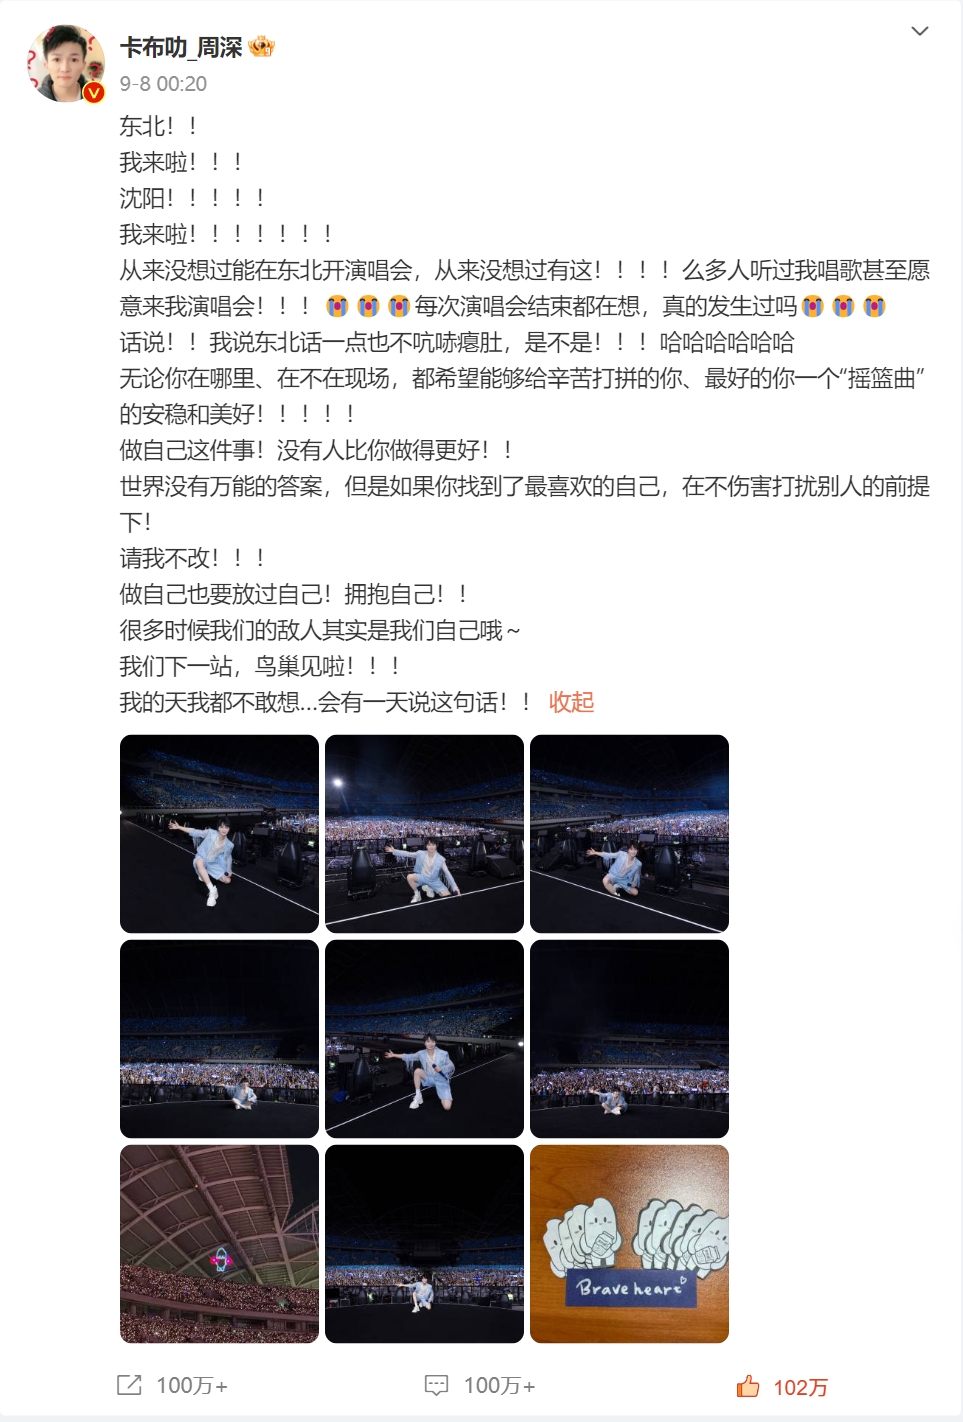 卡布叻_周深
9-8 00:20
东北！！
我来啦！！！
沈阳！！！！！
我来啦！！！！！！！
从来没想过能在东北开演唱会，从来没想过有这！！！！么多人听过我唱歌甚至愿
意来我演唱会！！！😭😭😭每次演唱会结束都在想，真的发生过吗😭😭😭
话说！！我说东北话一点也不吭哧瘪肚，是不是！！！哈哈哈哈哈哈
无论你在哪里、在不在现场，都希望能够给辛苦打拼的你、最好的你一个“摇篮曲”
的安稳和美好！！！！！
做自己这件事！没有人比你做得更好！！
世界没有万能的答案，但是如果你找到了最喜欢的自己，在不伤害打扰别人的前提
下！
请我不改！！！
做自己也要放过自己！拥抱自己！！
很多时候我们的敌人其实是我们自己哦～
我们下一站，鸟巢见啦！！！
我的天我都不敢想...会有一天说这句话！！ 收起
Brave heart
100万+ 100万+ 102万